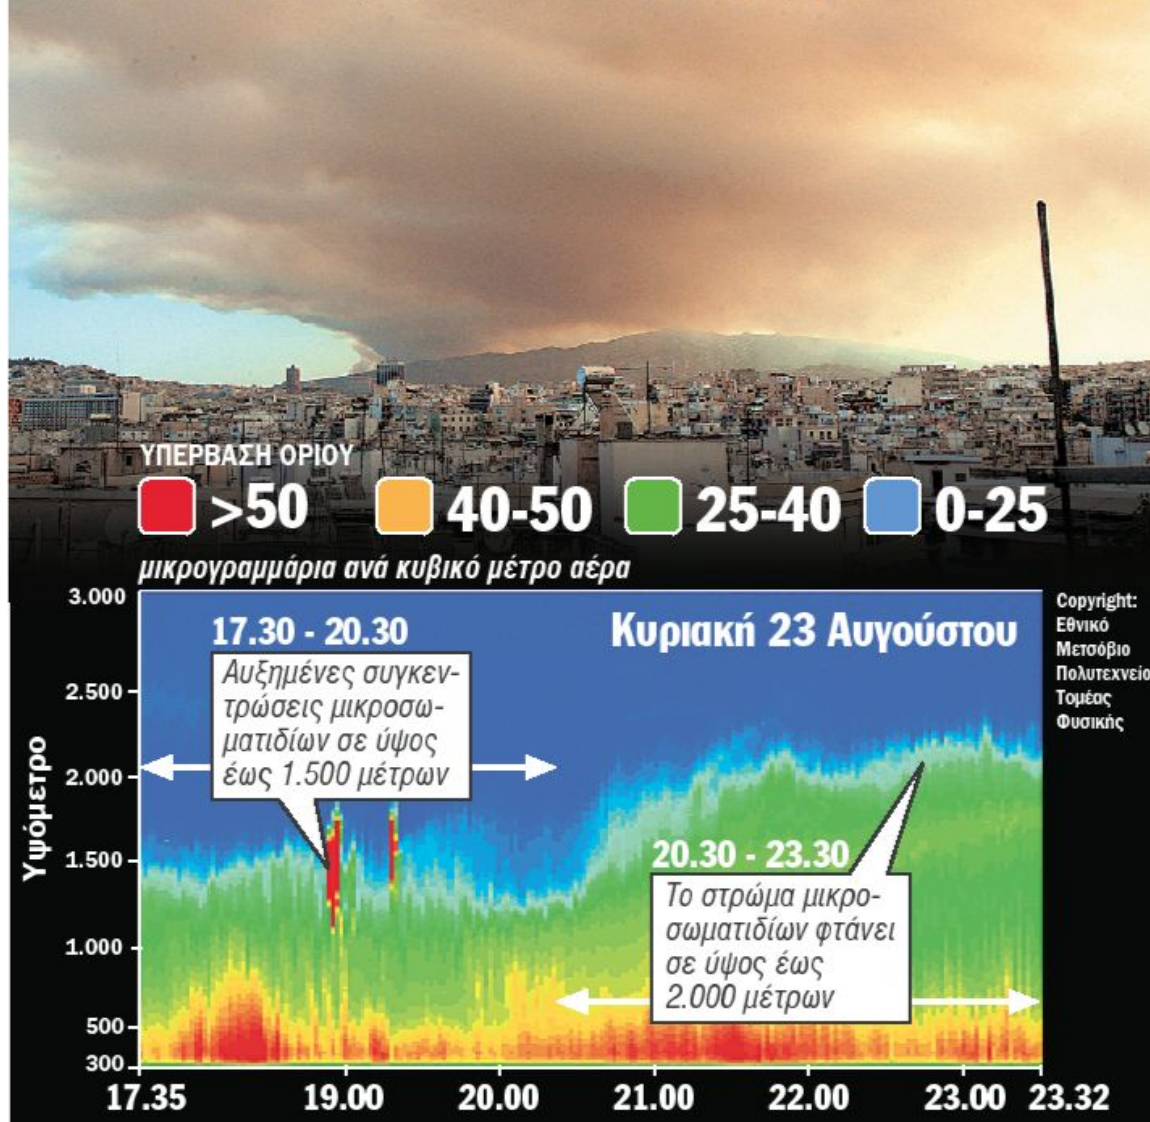 ΥΠΕΡΒΑΣΗ ΟΡΙΟΥ
>50 40-50 25-40 0-25
μικρογραμμάρια ανά κυβικό μέτρο αέρα
Υψόμετρο
3.000
2.500
2.000
1.500
1.000
500
300
17.30 - 20.30
Αυξημένες συγκεν-
τρώσεις μικροσω-
ματιδίων σε ύψος
έως 1.500 μέτρων
Κυριακή 23 Αυγούστου
20.30 - 23.30
Το στρώμα μικρο-
σωματιδίων φτάνει
σε ύψος έως
2.000 μέτρων
Copyright:
Εθνικό
Μετσόβιο
Πολυτεχνείο
Τομέας
Φυσικής
17.35 19.00 20.00 21.00 22.00 23.00 23.32